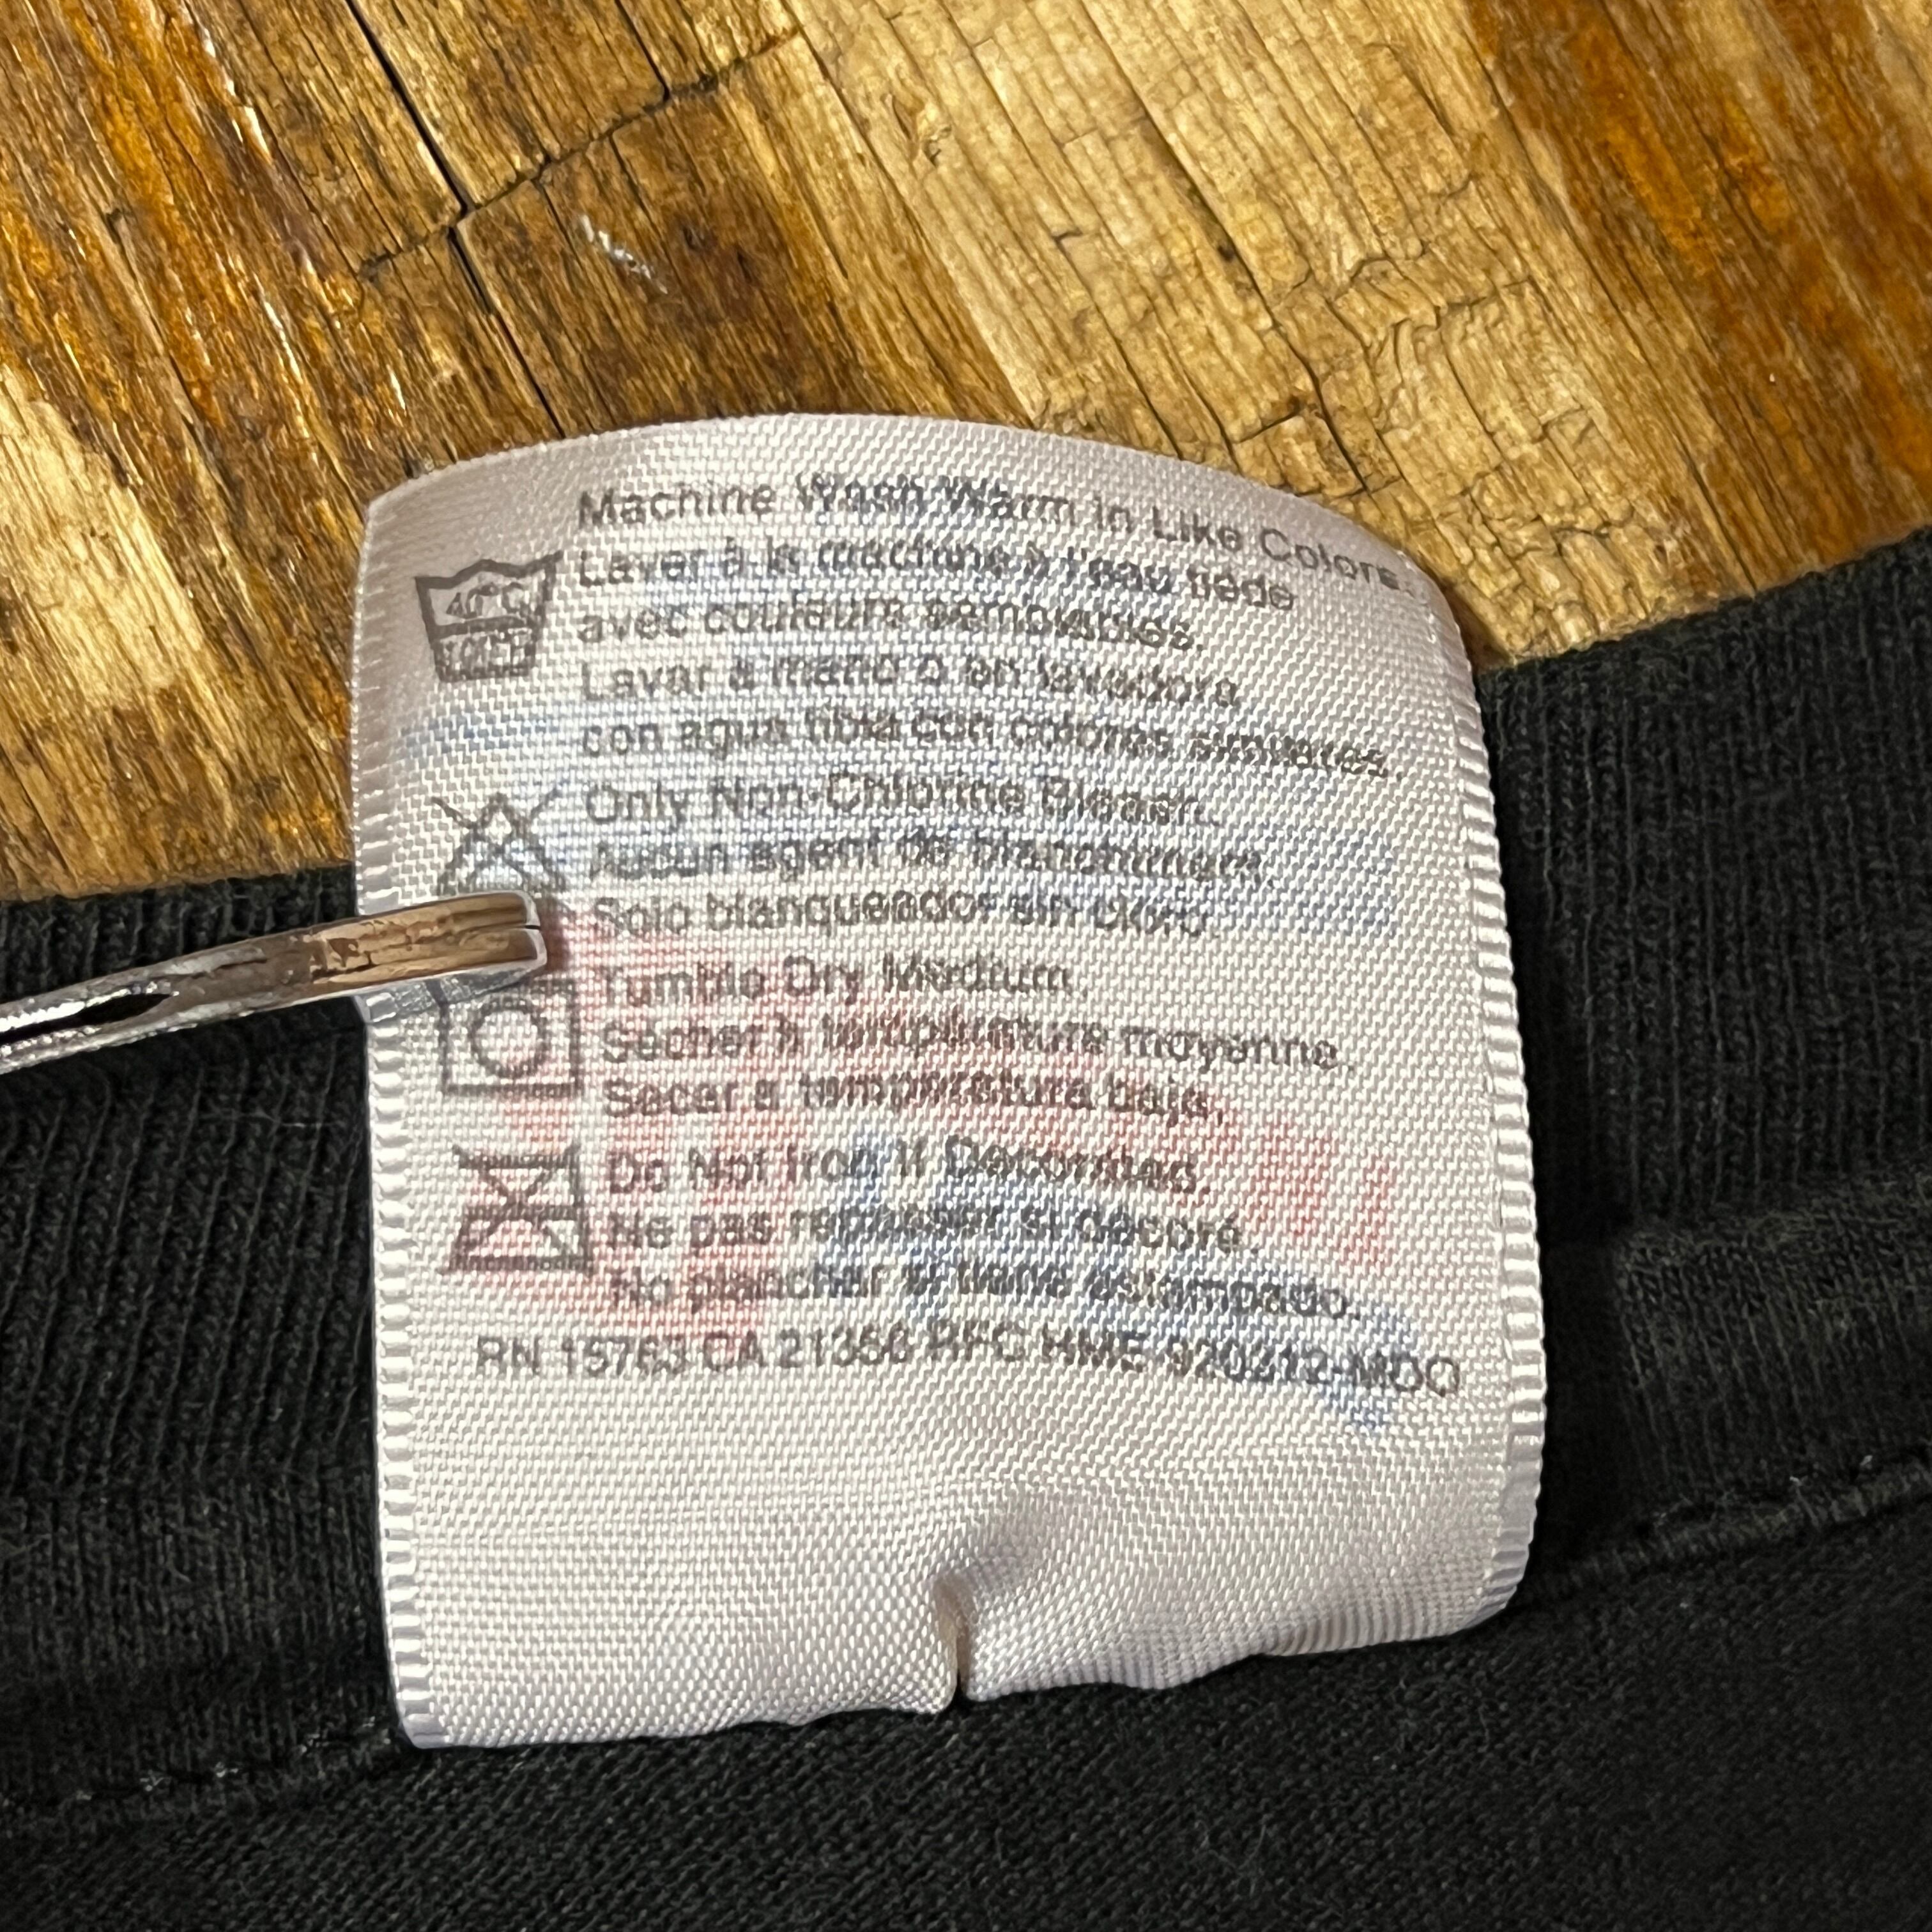 Machine Wash Warm in Like Colors.
Laver à la machine à l'eau tiède
40°C
avec couleurs semblables.
Lavar a mano o en lavadora
con agua tibia con colores similares.
Only Non-Chlorine Bleach.
Aucun agent de blanchiment.
Solo blanqueador sin cloro.
Tumble Dry Medium.
Sécher à température moyenne.
Secar a temperatura baja.
Do Not Iron If Decorated.
Ne pas repasser si décoré.
No planchar si tiene estampado.
RN 15763 CA 21356 RFC HME 920312-MDO